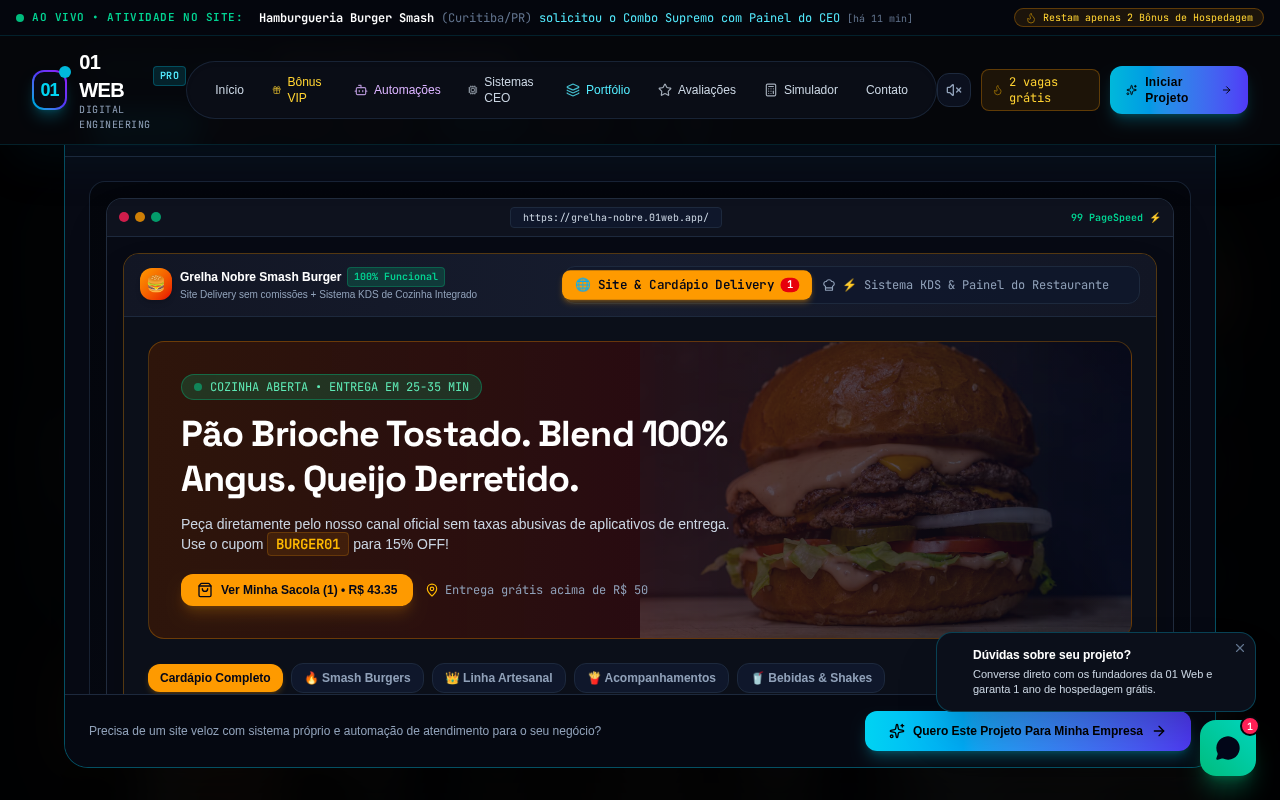 AO VIVO • ATIVIDADE NO SITE: Hamburgueria Burger Smash (Curitiba/PR) solicitou o Combo Supremo com Painel do CEO [há 11 min]
Restam apenas 2 Bônus de Hospedagem
01
01 WEB
PRO
DIGITAL ENGINEERING
Início
Bônus VIP
Automações
Sistemas CEO
Portfólio
Avaliações
Simulador
Contato
2 vagas grátis
Iniciar Projeto
https://grelha-nobre.01web.app/
99 PageSpeed ⚡
Grelha Nobre Smash Burger
100% Funcional
Site Delivery sem comissões + Sistema KDS de Cozinha Integrado
🌐 Site & Cardápio Delivery 1
⚡ Sistema KDS & Painel do Restaurante
COZINHA ABERTA • ENTREGA EM 25-35 MIN
Pão Brioche Tostado. Blend 100%
Angus. Queijo Derretido.
Peça diretamente pelo nosso canal oficial sem taxas abusivas de aplicativos de entrega.
Use o cupom BURGER01 para 15% OFF!
Ver Minha Sacola (1) • R$ 43.35
Entrega grátis acima de R$ 50
Cardápio Completo
🔥 Smash Burgers
👑 Linha Artesanal
🍟 Acompanhamentos
🥤 Bebidas & Shakes
Dúvidas sobre seu projeto?
Converse direto com os fundadores da 01 Web e
garanta 1 ano de hospedagem grátis.
Precisa de um site veloz com sistema próprio e automação de atendimento para o seu negócio?
Quero Este Projeto Para Minha Empresa
1